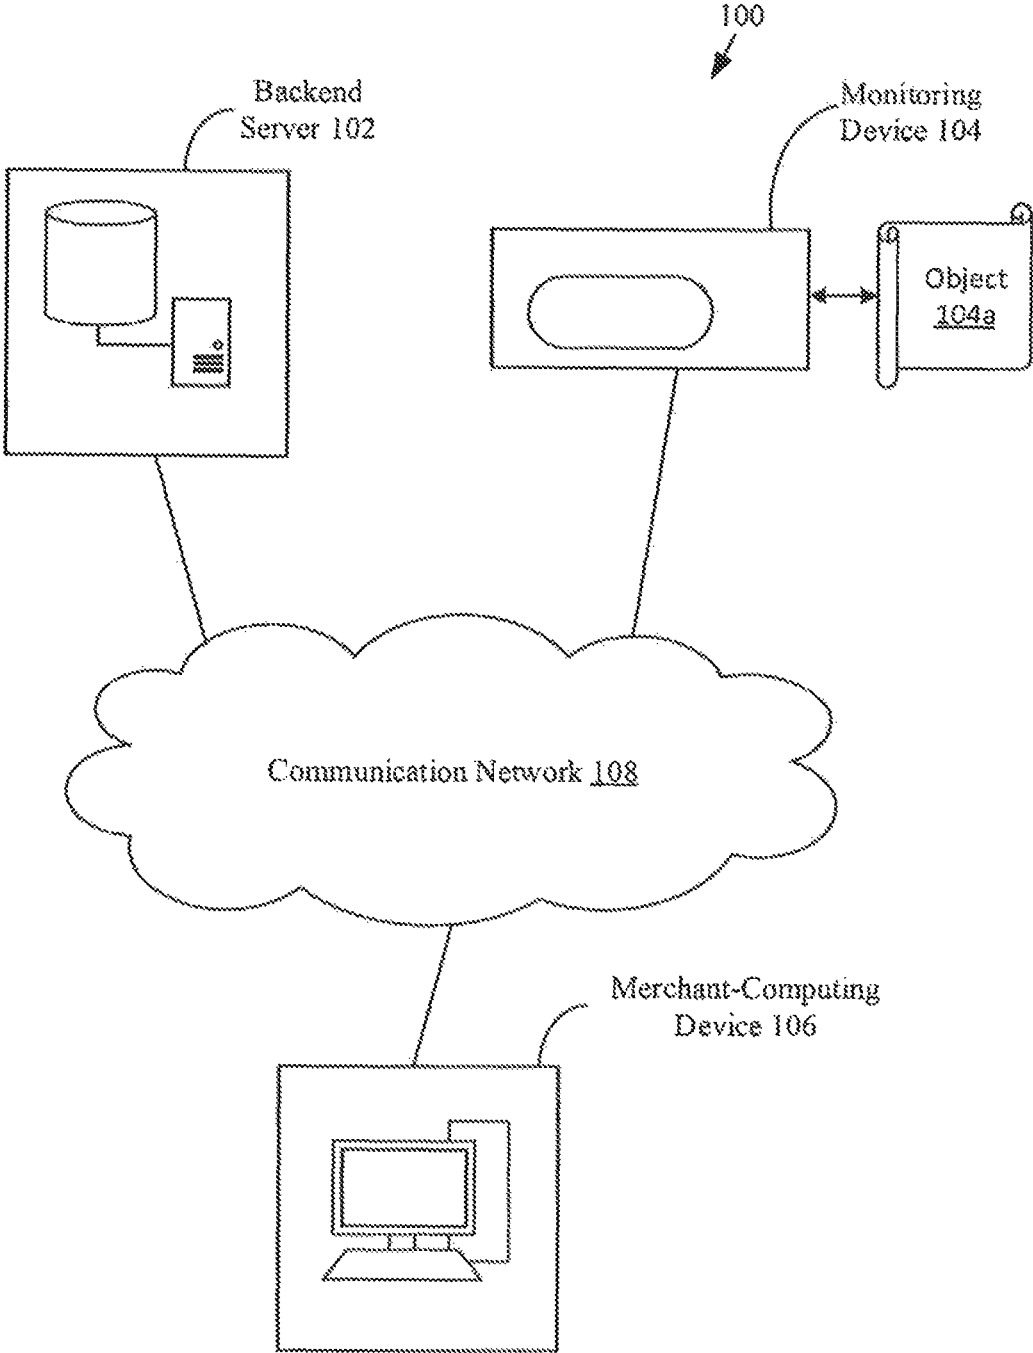 100
Backend
Server 102
Monitoring
Device 104
Object
104a
Communication Network 108
Merchant-Computing
Device 106